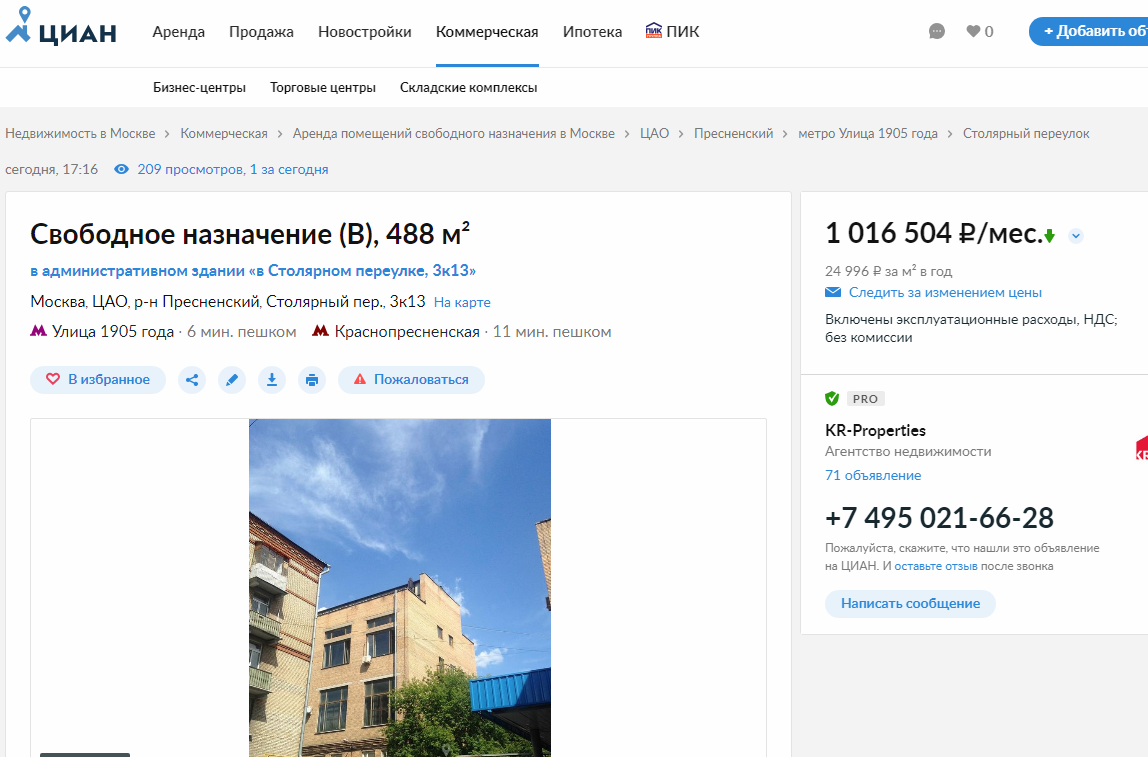 ЦИАН
Аренда Продажа Новостройки Коммерческая Ипотека ПИК ПИК 0 + Добавить об
Бизнес-центры Торговые центры Складские комплексы
Недвижимость в Москве > Коммерческая > Аренда помещений свободного назначения в Москве > ЦАО > Пресненский > метро Улица 1905 года > Столярный переулок
сегодня, 17:16 209 просмотров, 1 за сегодня
Свободное назначение (B), 488 м²
в административном здании «в Столярном переулке, 3к13»
Москва, ЦАО, р-н Пресненский, Столярный пер., 3к13 На карте
Улица 1905 года · 6 мин. пешком Краснопресненская · 11 мин. пешком
В избранное Пожаловаться
1 016 504 ₽/мес.
24 996 ₽ за м² в год
Следить за изменением цены
Включены эксплуатационные расходы, НДС;
без комиссии
PRO
KR-Properties
Агентство недвижимости
71 объявление
KR
+7 495 021-66-28
Пожалуйста, скажите, что нашли это объявление
на ЦИАН. И оставьте отзыв после звонка
Написать сообщение